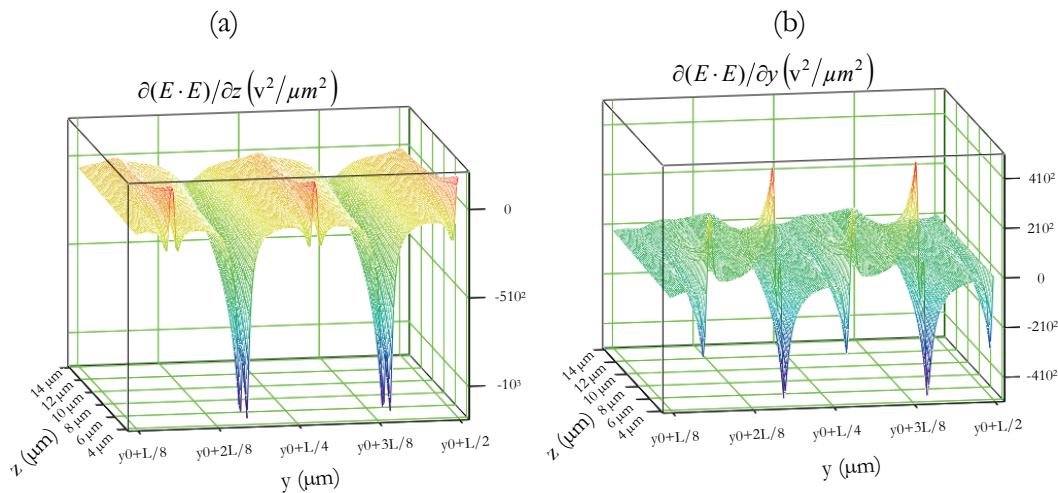 (a)
∂(E · E)/∂z (v²/μm²)
0
-510²
-10³
14 μm
12 μm
10 μm
8 μm
6 μm
4 μm
z (μm)
y0+L/8
y0+2L/8
y0+L/4
y0+3L/8
y0+L/2
y (μm)
(b)
∂(E · E)/∂y (v²/μm²)
410²
210²
0
-210²
-410²
14 μm
12 μm
10 μm
8 μm
6 μm
4 μm
z (μm)
y0+L/8
y0+2L/8
y0+L/4
y0+3L/8
y0+L/2
y (μm)